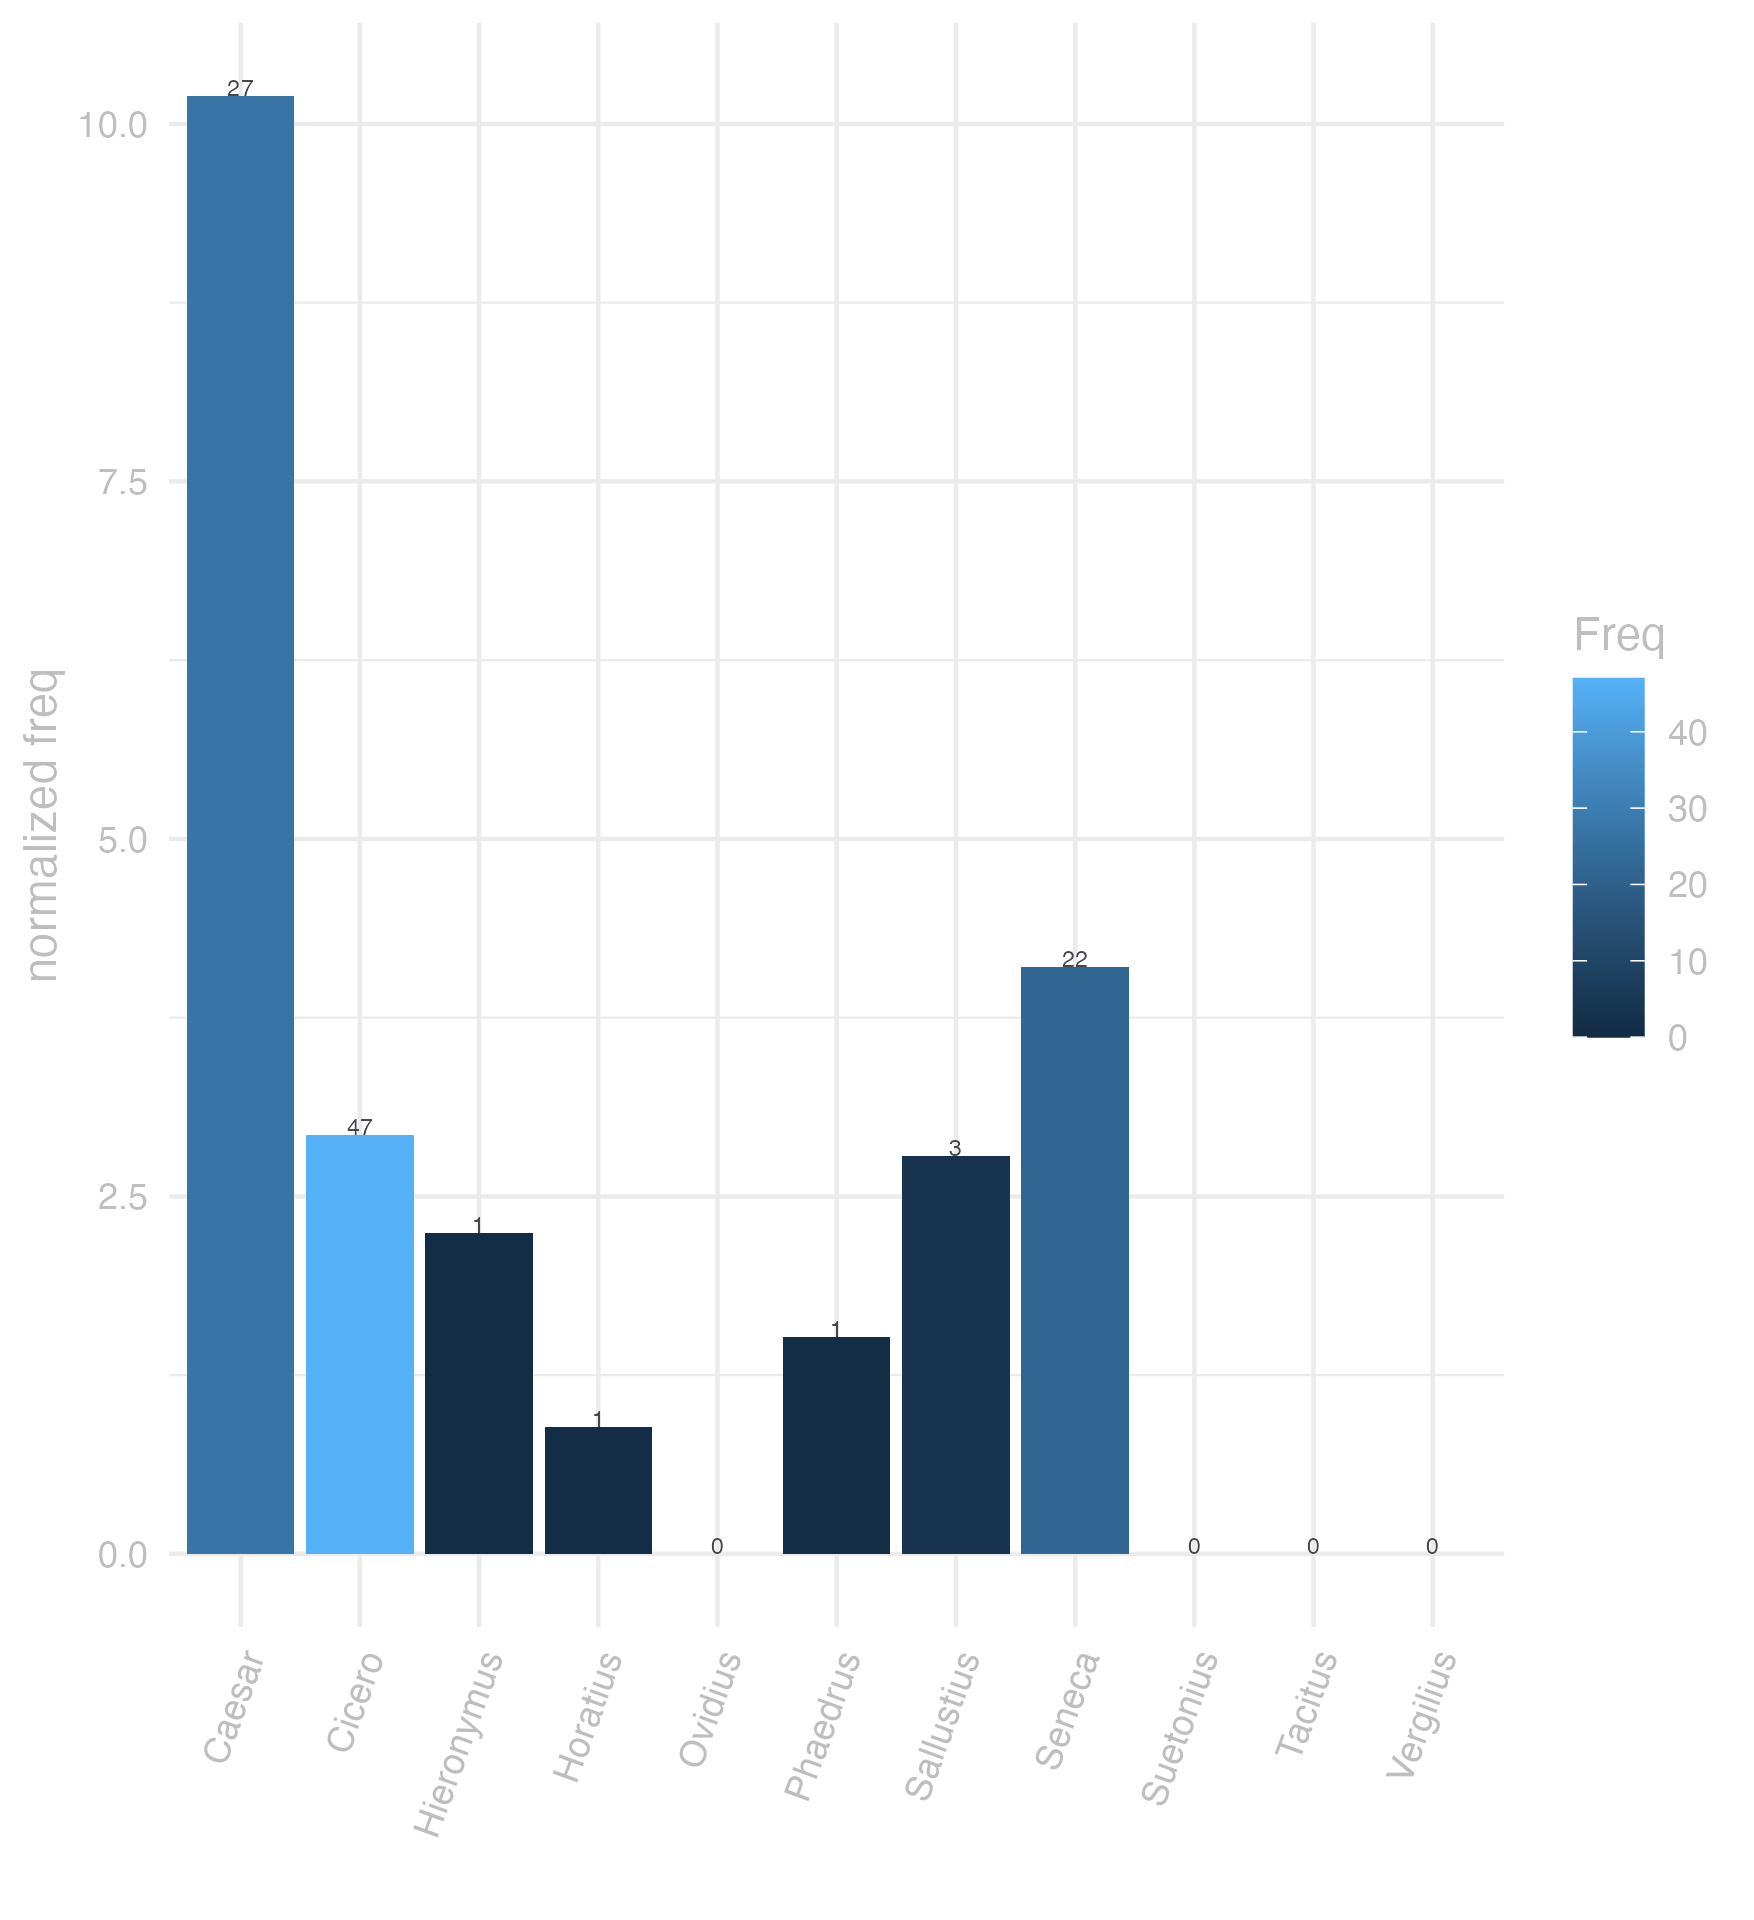 27
10.0
7.5
5.0
2.5
0.0
normalized freq
47
1
1
0
1
3
22
0
0
0
Caesar
Cicero
Hieronymus
Horatius
Ovidius
Phaedrus
Sallustius
Seneca
Suetonius
Tacitus
Vergilius
Freq
40
30
20
10
0